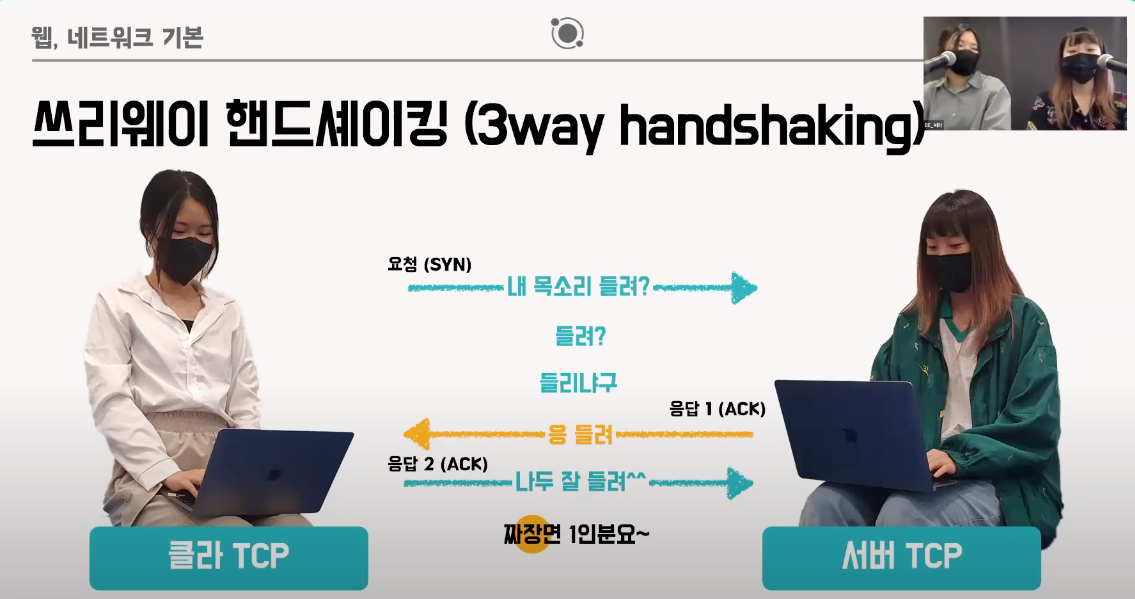 웹, 네트워크 기본
쓰리웨이 핸드셰이킹 (3way handshaking)
요청 (SYN)
내 목소리 들려?
들려?
들리냐구
응답 1 (ACK)
응 들려
응답 2 (ACK)
나두 잘 들려^^
짜장면 1인분요~
클라 TCP
서버 TCP